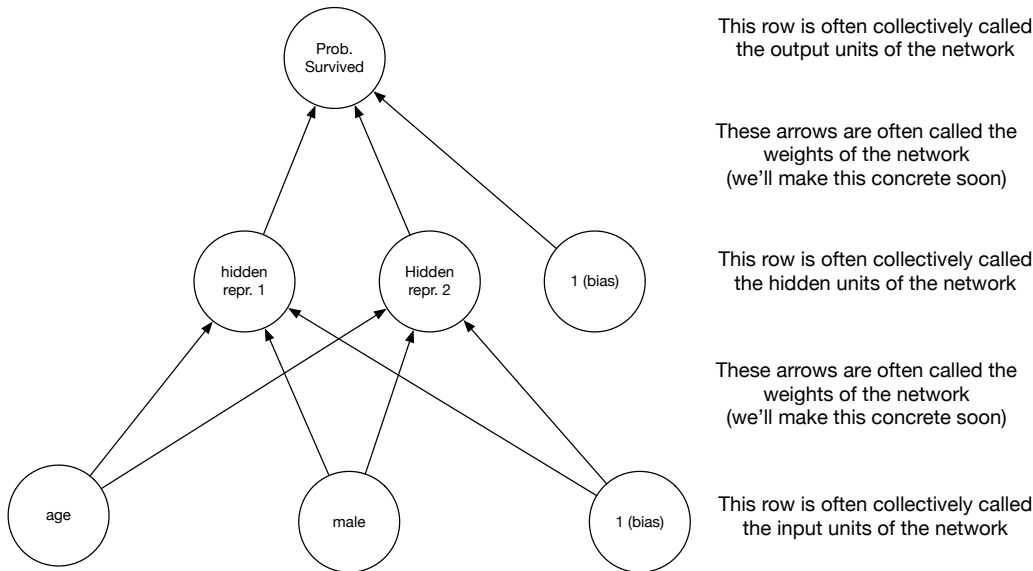 Prob.
Survived
This row is often collectively called
the output units of the network
These arrows are often called the
weights of the network
(we'll make this concrete soon)
hidden
repr. 1
Hidden
repr. 2
1 (bias)
This row is often collectively called
the hidden units of the network
These arrows are often called the
weights of the network
(we'll make this concrete soon)
age
male
1 (bias)
This row is often collectively called
the input units of the network